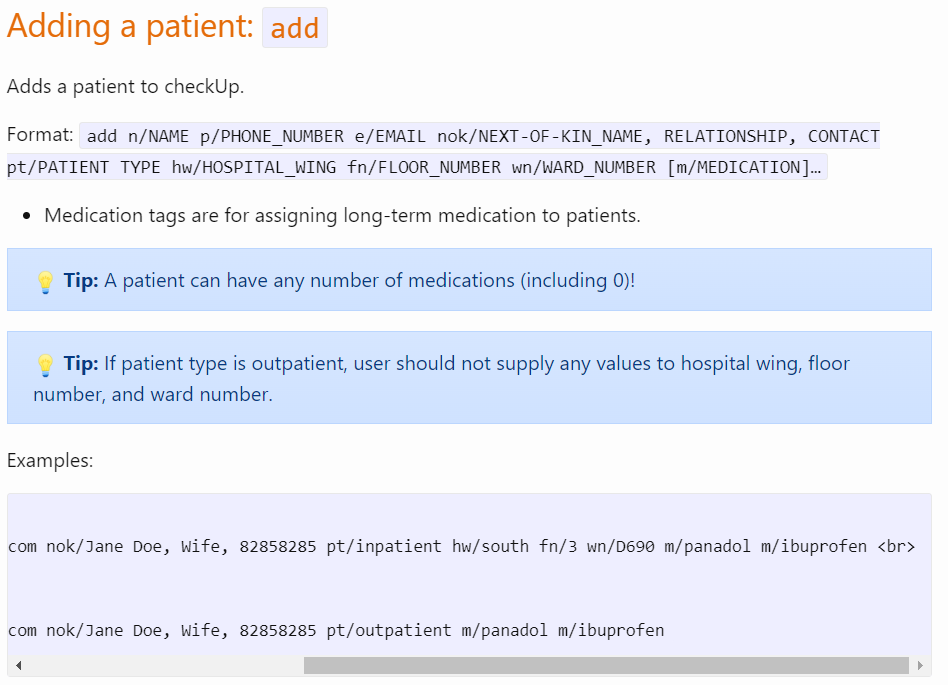 Adding a patient: add
Adds a patient to checkUp.
Format: add n/NAME p/PHONE_NUMBER e/EMAIL nok/NEXT-OF-KIN_NAME, RELATIONSHIP, CONTACT
pt/PATIENT TYPE hw/HOSPITAL_WING fn/FLOOR_NUMBER wn/WARD_NUMBER [m/MEDICATION]…
• Medication tags are for assigning long-term medication to patients.
💡 Tip: A patient can have any number of medications (including 0)!
💡 Tip: If patient type is outpatient, user should not supply any values to hospital wing, floor
number, and ward number.
Examples:
com nok/Jane Doe, Wife, 82858285 pt/inpatient hw/south fn/3 wn/D690 m/panadol m/ibuprofen <br>
com nok/Jane Doe, Wife, 82858285 pt/outpatient m/panadol m/ibuprofen